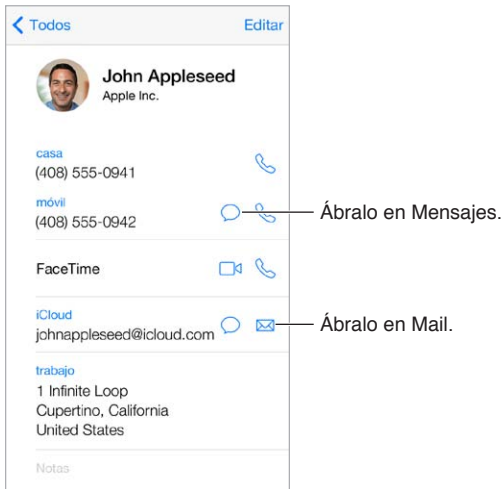 Todos
Editar
John Appleseed
Apple Inc.
casa
(408) 555-0941
móvil
(408) 555-0942
Ábralo en Mensajes.
FaceTime
iCloud
johnappleseed@icloud.com
Ábralo en Mail.
trabajo
1 Infinite Loop
Cupertino, California
United States
Notas